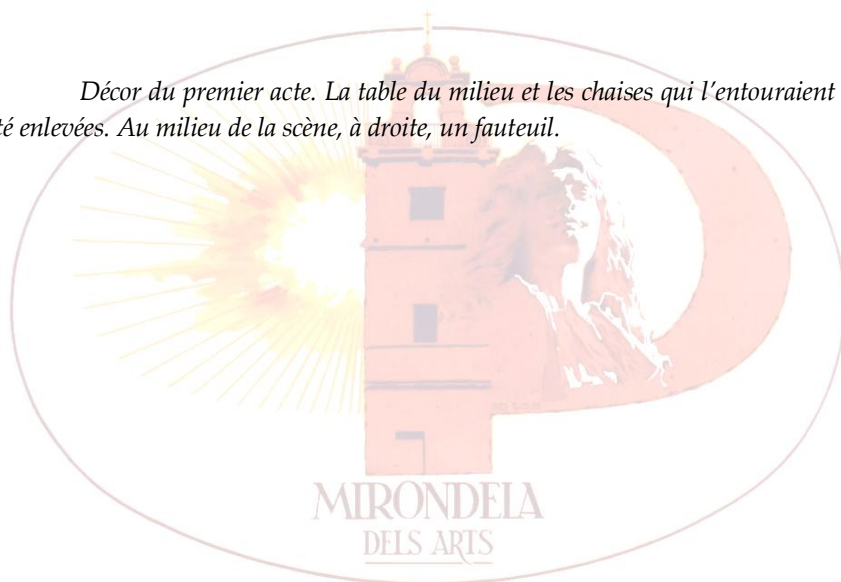 Décor du premier acte. La table du milieu et les chaises qui l’entouraient
té enlevées. Au milieu de la scène, à droite, un fauteuil.
MIRONDELA
DELS ARTS